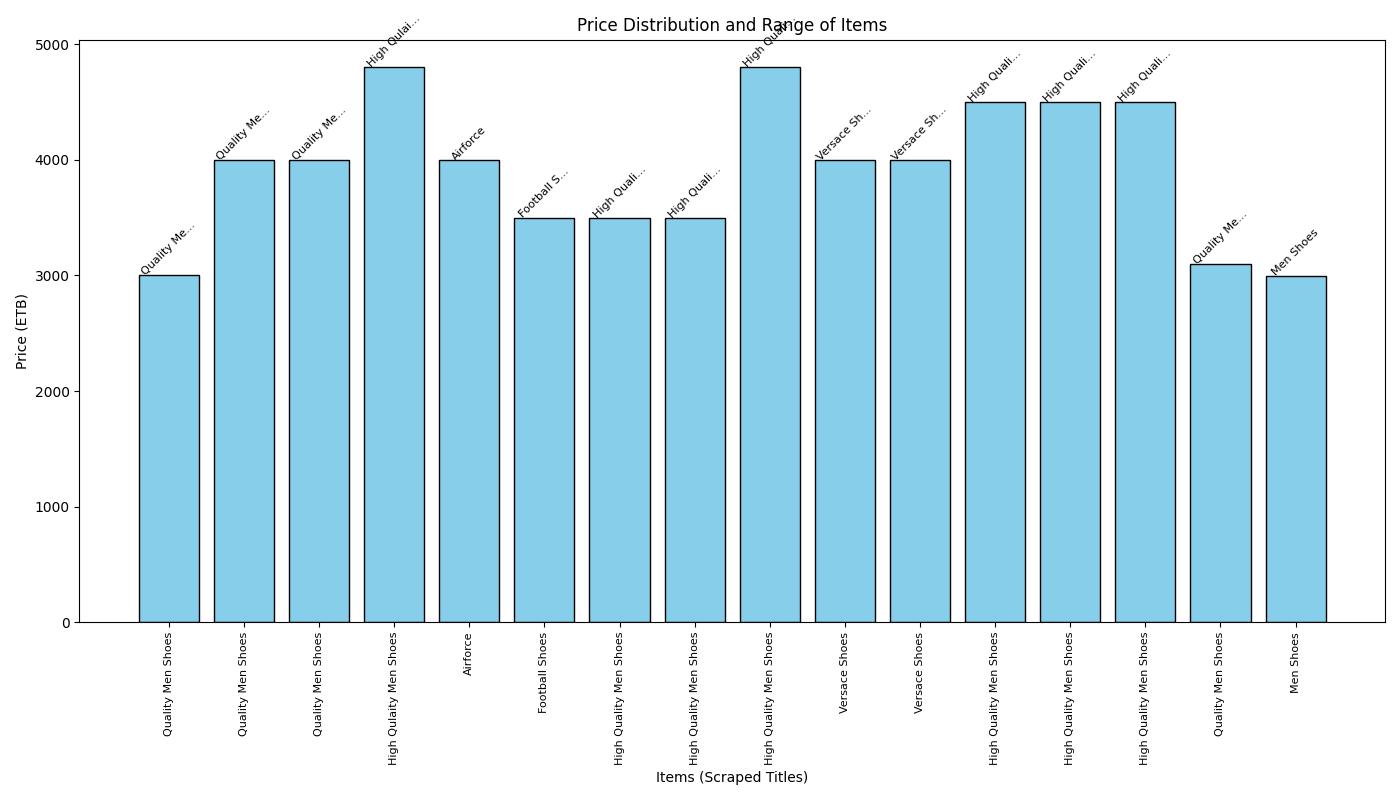 Price Distribution and Range of Items
Price (ETB)
5000
4000
3000
2000
1000
0
Quality Me...
Quality Me...
Quality Me...
High Qulai...
Airforce
Football S...
High Quali...
High Quali...
High Quali...
Versace Sh...
Versace Sh...
High Quali...
High Quali...
High Quali...
Quality Me...
Men Shoes
Quality Men Shoes
Quality Men Shoes
Quality Men Shoes
High Qulaity Men Shoes
Airforce
Football Shoes
High Quality Men Shoes
High Quality Men Shoes
High Quality Men Shoes
Versace Shoes
Versace Shoes
High Quality Men Shoes
High Quality Men Shoes
High Quality Men Shoes
Quality Men Shoes
Men Shoes
Items (Scraped Titles)